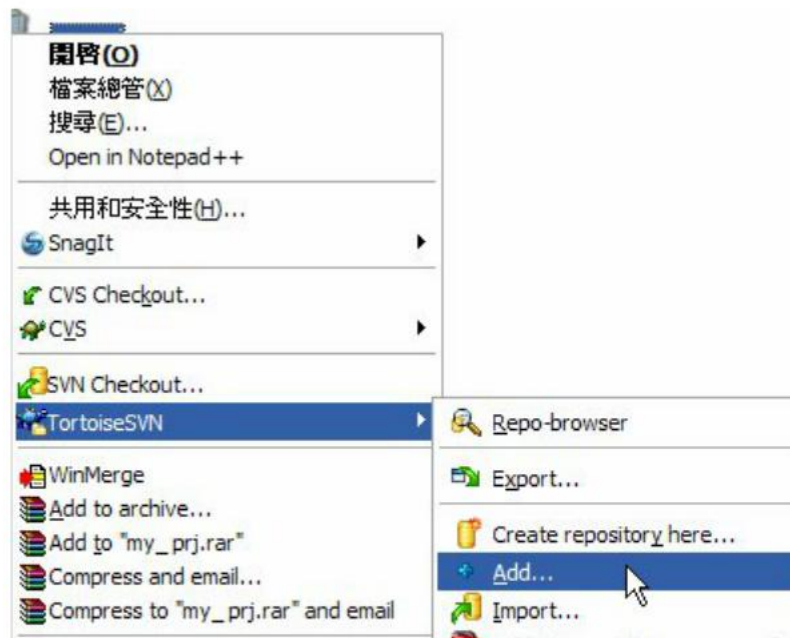 開啓(O)
檔案總管(X)
搜尋(E)...
Open in Notepad++
共用和安全性(H)...
SnagIt
CVS Checkout...
CVS
SVN Checkout...
TortoiseSVN
Repo-browser
WinMerge
Export...
Add to archive...
Add to "my_prj.rar"
Create repository here...
Compress and email...
Add...
Compress to "my_prj.rar" and email
Import...